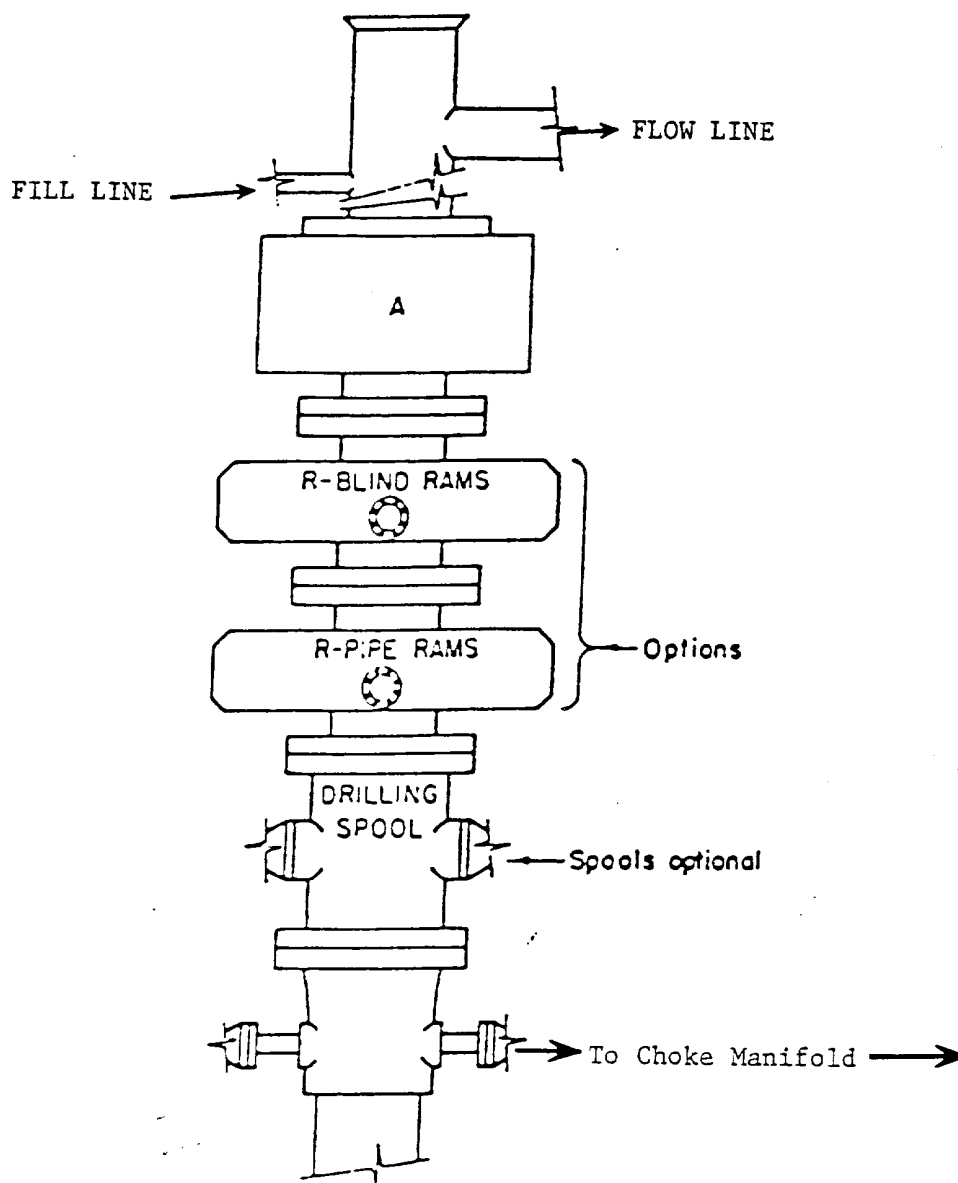 FLOW LINE
FILL LINE
A
R-BLIND RAMS
R-PIPE RAMS
Options
DRILLING
SPOOL
Spools optional
To Choke Manifold